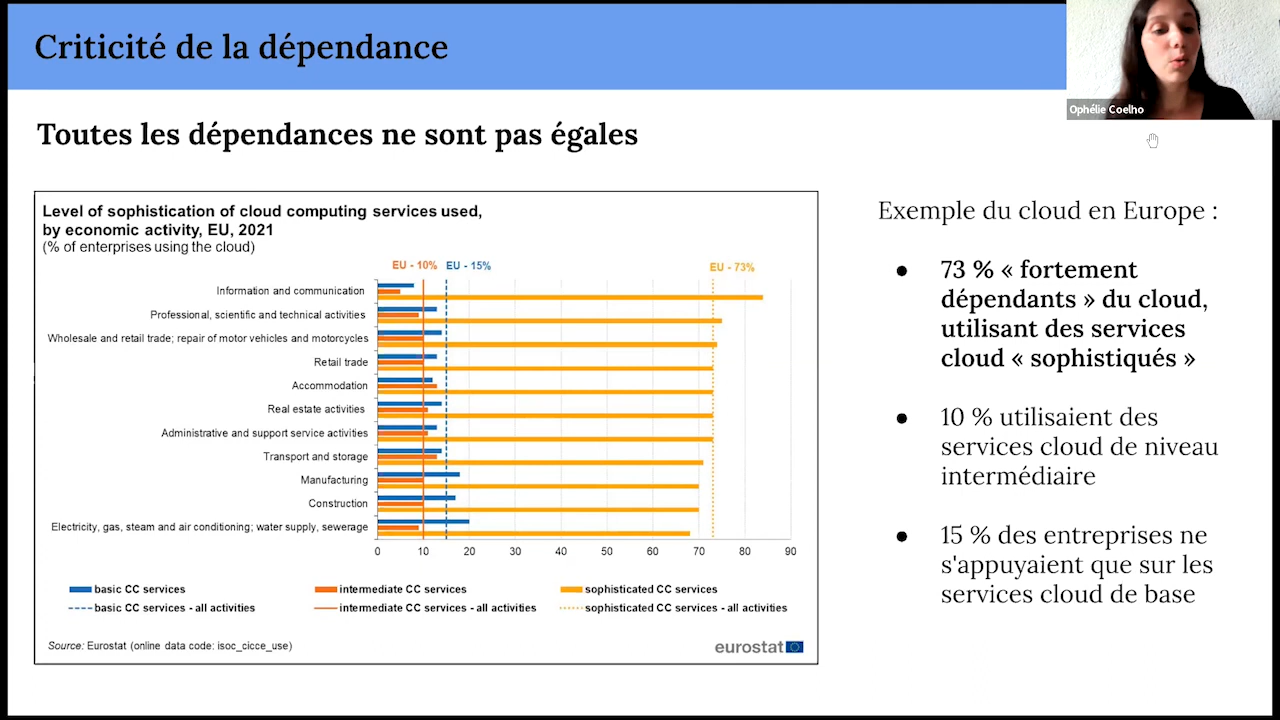 Criticité de la dépendance
Ophélie Coelho
Toutes les dépendances ne sont pas égales
Level of sophistication of cloud computing services used,
by economic activity, EU, 2021
(% of enterprises using the cloud)
EU - 10% EU - 15% EU - 73%
Information and communication
Professional, scientific and technical activities
Wholesale and retail trade; repair of motor vehicles and motorcycles
Retail trade
Accommodation
Real estate activities
Administrative and support service activities
Transport and storage
Manufacturing
Construction
Electricity, gas, steam and air conditioning; water supply, sewerage
0 10 20 30 40 50 60 70 80 90
basic CC services intermediate CC services sophisticated CC services
basic CC services - all activities intermediate CC services - all activities sophisticated CC services - all activities
Source: Eurostat (online data code: isoc_cicce_use)
eurostat
Exemple du cloud en Europe :
● 73 % « fortement
dépendants » du cloud,
utilisant des services
cloud « sophistiqués »
● 10 % utilisaient des
services cloud de niveau
intermédiaire
● 15 % des entreprises ne
s'appuyaient que sur les
services cloud de base